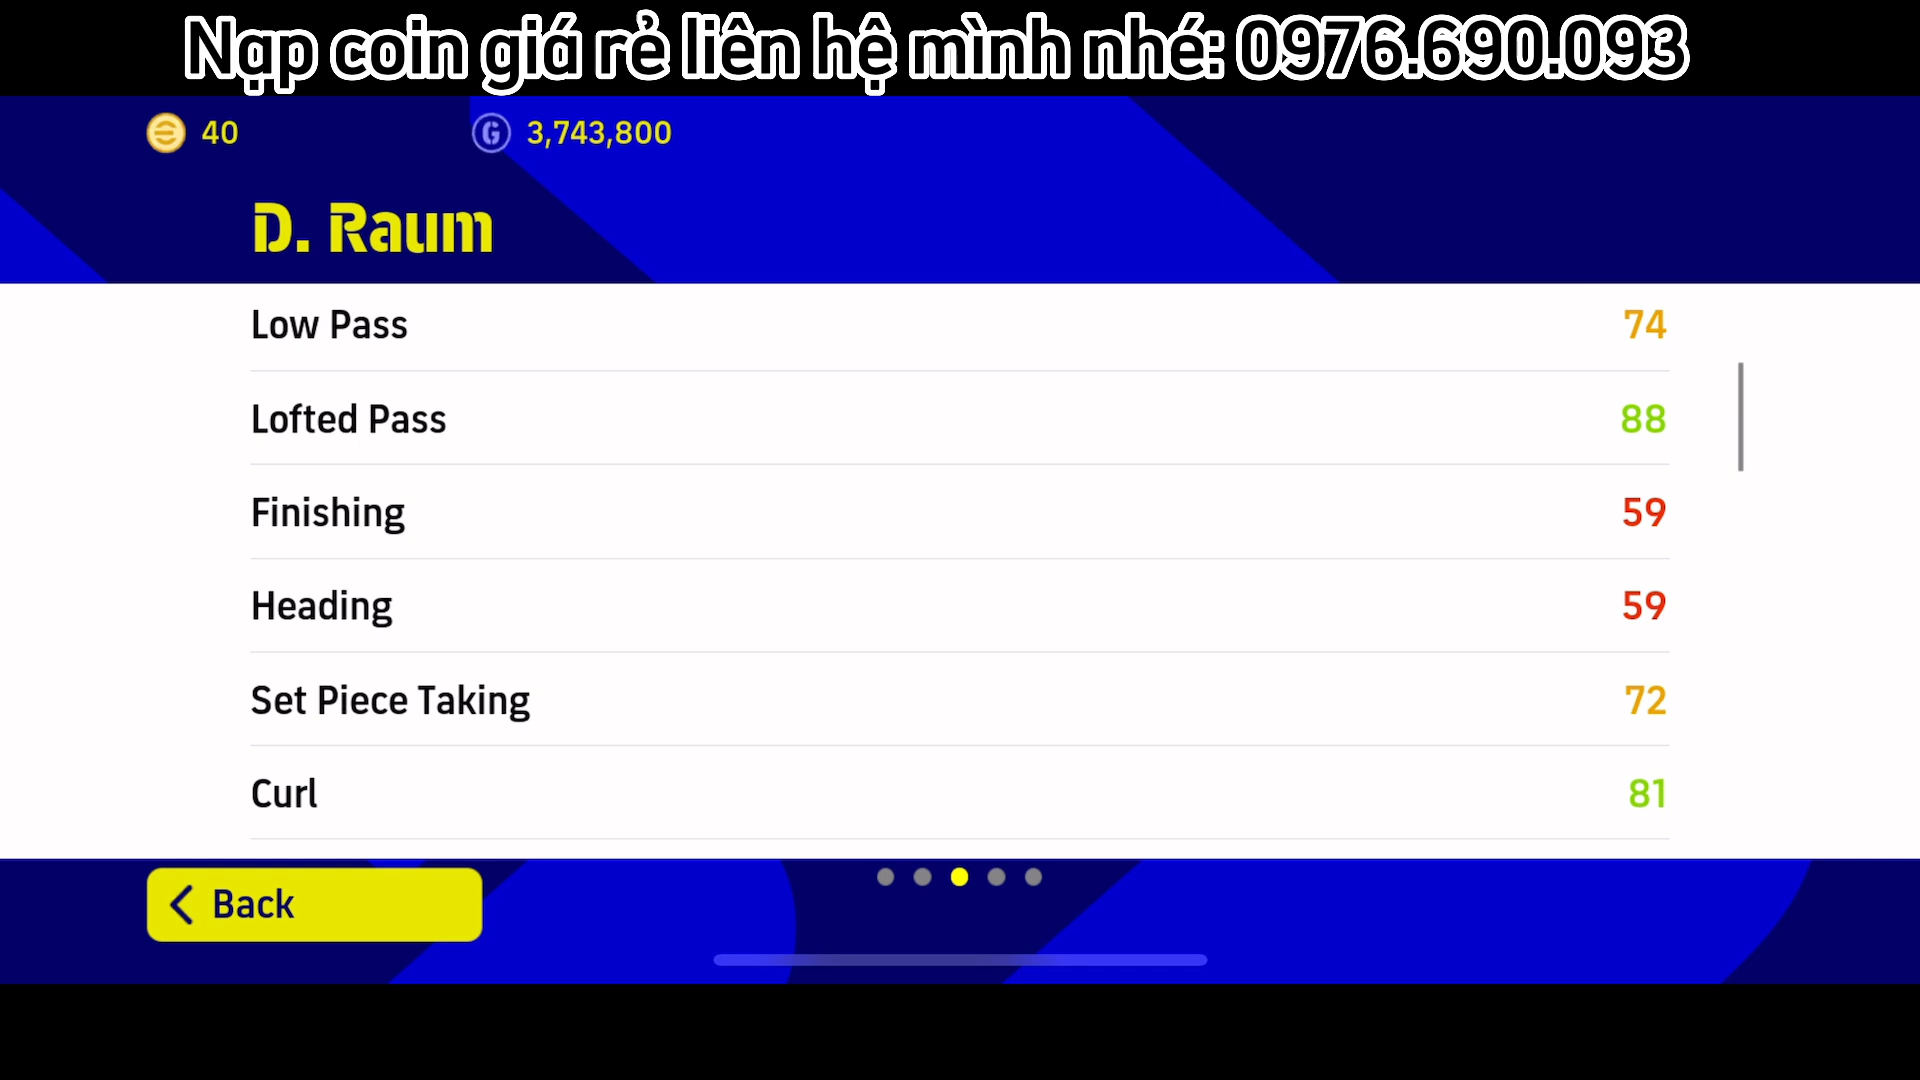 Nạp coin giá rẻ liên hệ mình nhé: 0976.690.093
40 3,743,800
D. Raum
Low Pass 74
Lofted Pass 88
Finishing 59
Heading 59
Set Piece Taking 72
Curl 81
Back